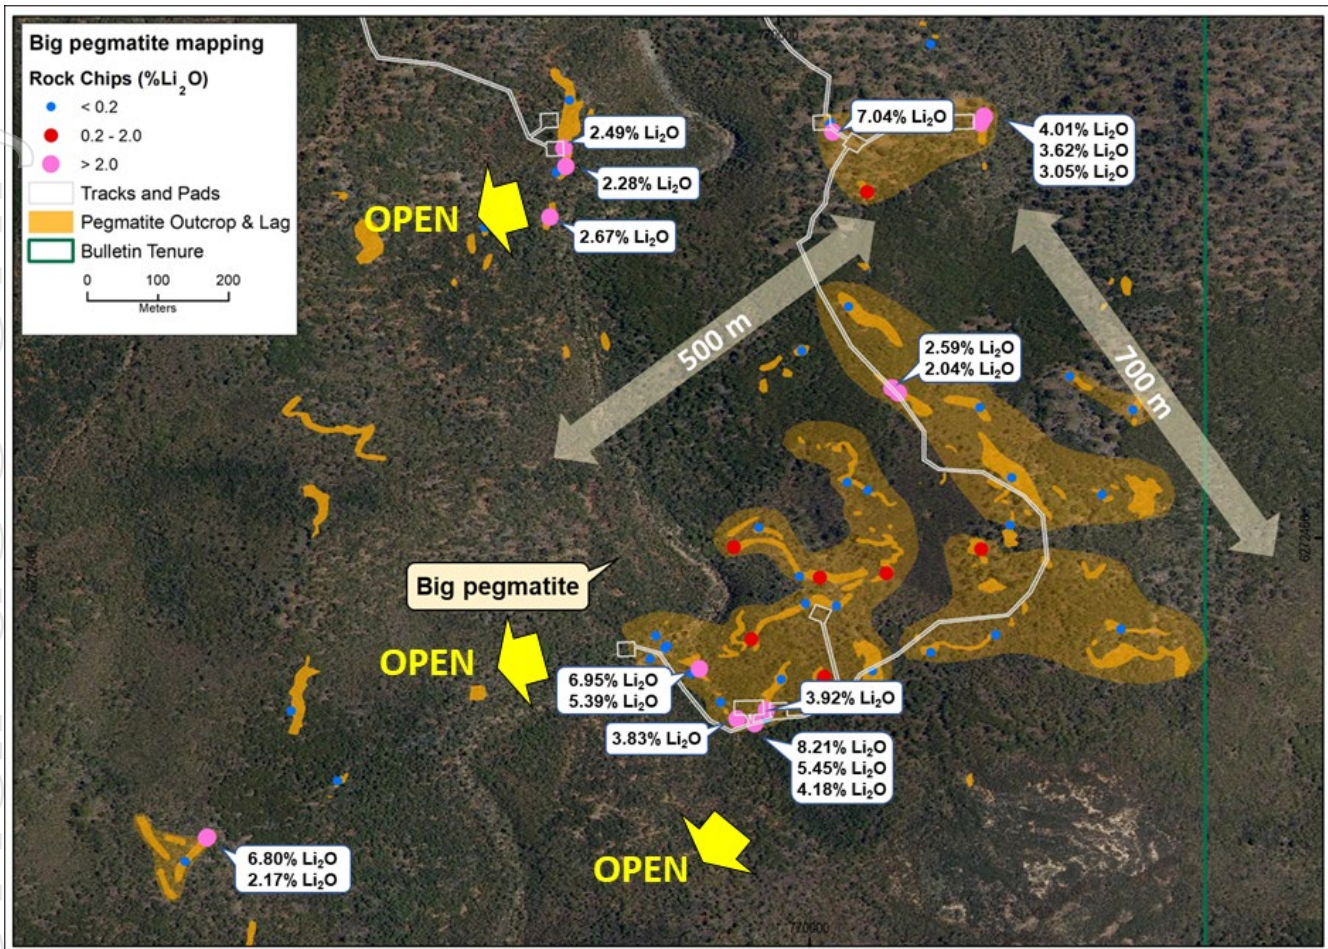 Big pegmatite mapping
Rock Chips (%Li₂O)
< 0.2
0.2 - 2.0
> 2.0
Tracks and Pads
Pegmatite Outcrop & Lag
Bulletin Tenure
0 100 200
Meters
2.49% Li₂O
2.28% Li₂O
2.67% Li₂O
OPEN
7.04% Li₂O
4.01% Li₂O
3.62% Li₂O
3.05% Li₂O
500 m
700 m
2.59% Li₂O
2.04% Li₂O
Big pegmatite
OPEN
6.95% Li₂O
5.39% Li₂O
3.92% Li₂O
3.83% Li₂O
8.21% Li₂O
5.45% Li₂O
4.18% Li₂O
6.80% Li₂O
2.17% Li₂O
OPEN
770000